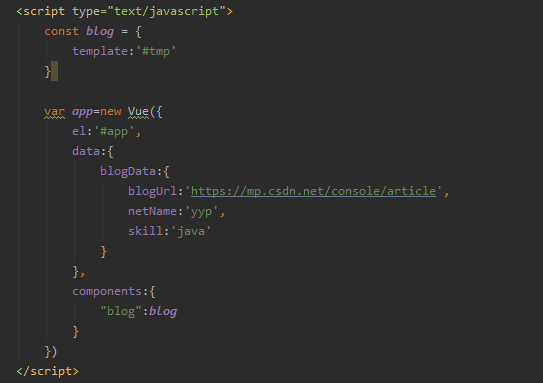 <script type="text/javascript">
const blog = {
template:'#tmp'
}
var app=new Vue({
el:'#app',
data:{
blogData:{
blogUrl:'https://mp.csdn.net/console/article',
netName:'yyp',
skill:'java'
}
},
components:{
"blog":blog
}
})
</script>